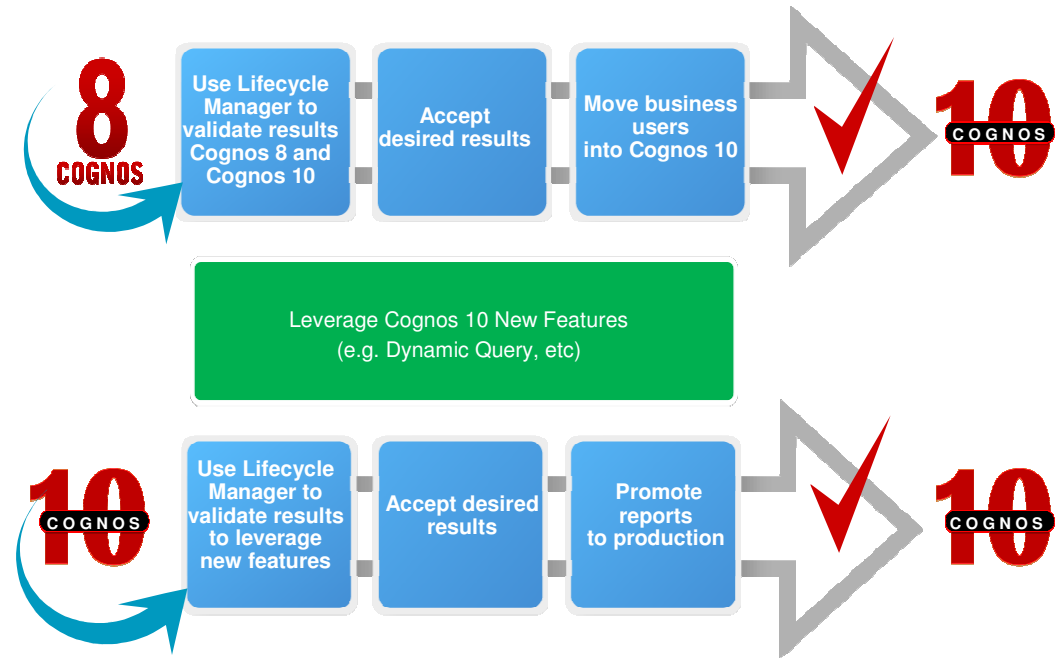 8
COGNOS
Use Lifecycle
Manager to
validate results
Cognos 8 and
Cognos 10
Accept
desired results
Move business
users
into Cognos 10
10
COGNOS
Leverage Cognos 10 New Features
(e.g. Dynamic Query, etc)
10
COGNOS
Use Lifecycle
Manager to
validate results
to leverage
new features
Accept desired
results
Promote
reports
to production
10
COGNOS